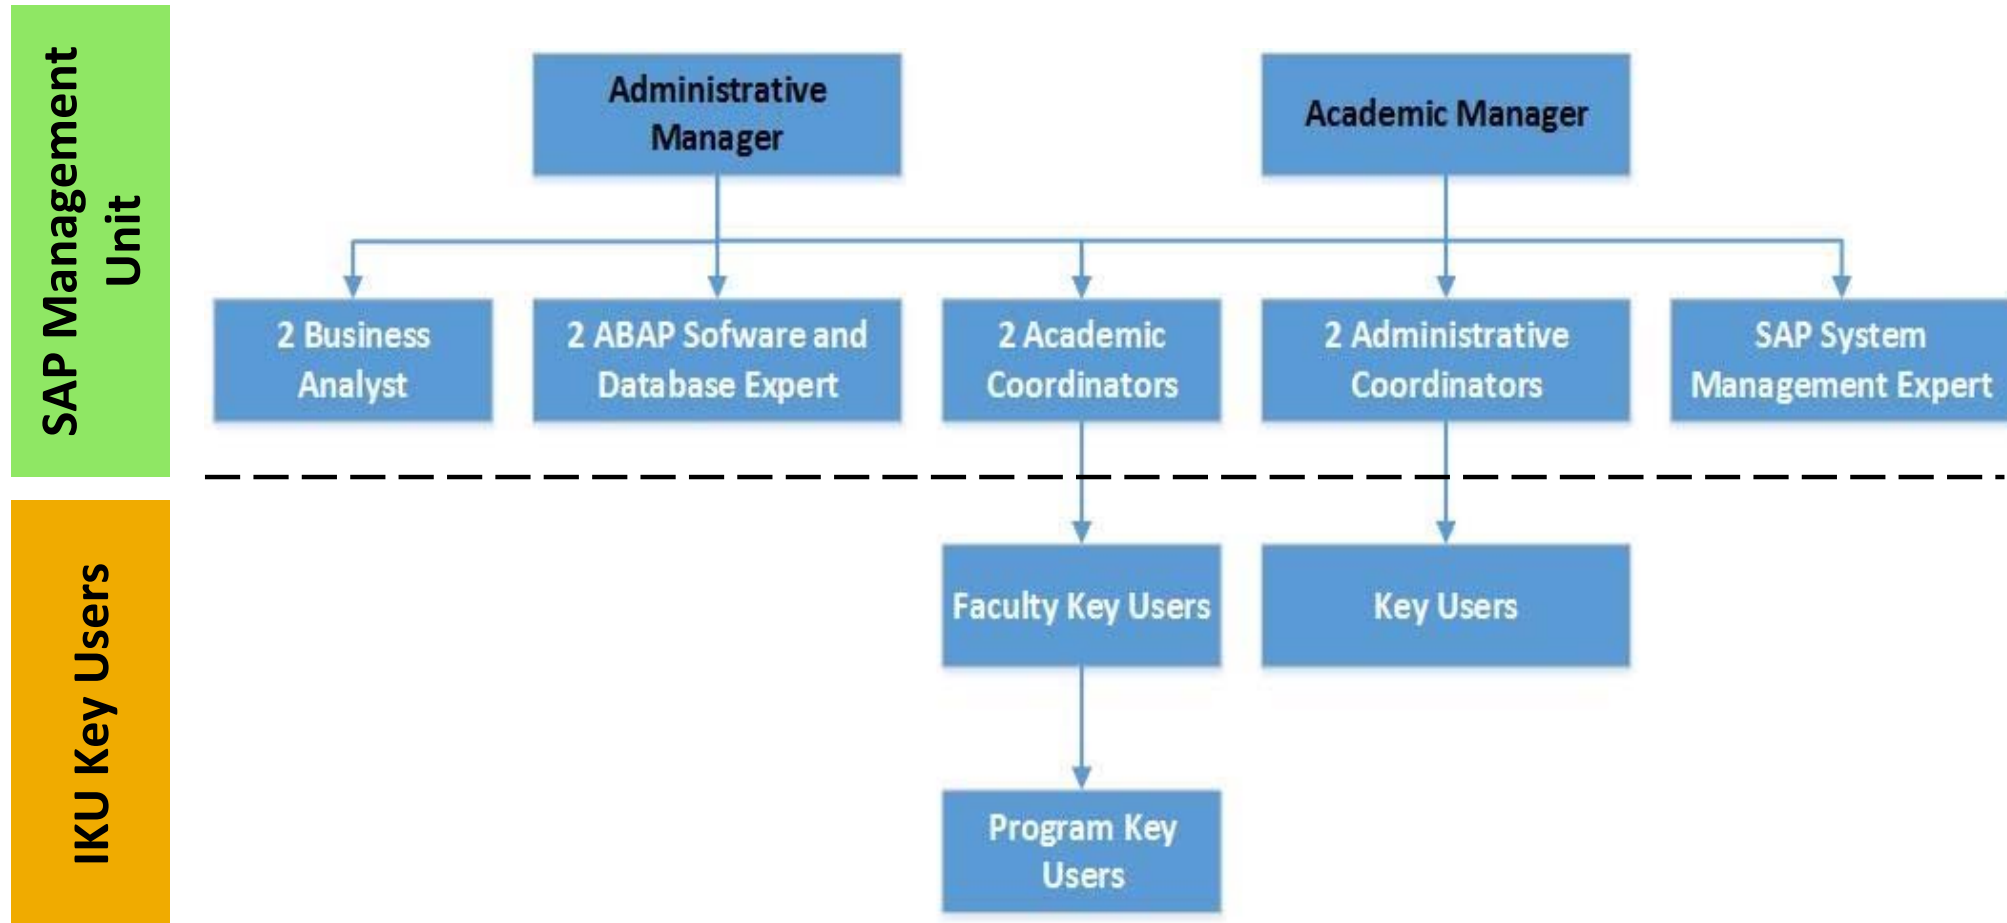 SAP Management
Unit
Administrative
Manager
Academic Manager
2 Business
Analyst
2 ABAP Sofware and
Database Expert
2 Academic
Coordinators
2 Administrative
Coordinators
SAP System
Management Expert
IKU Key Users
Faculty Key Users
Key Users
Program Key
Users